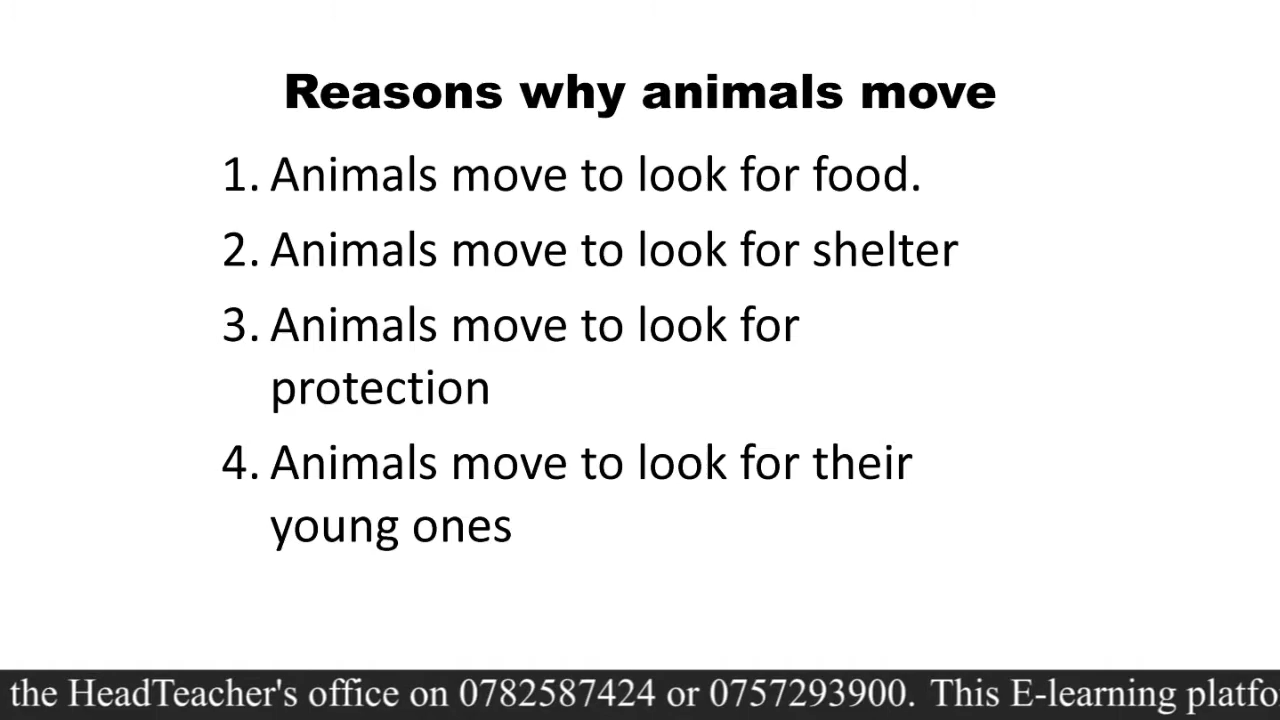 Reasons why animals move
1. Animals move to look for food.
2. Animals move to look for shelter
3. Animals move to look for
protection
4. Animals move to look for their
young ones
the HeadTeacher's office on 0782587424 or 0757293900. This E-learning platfo